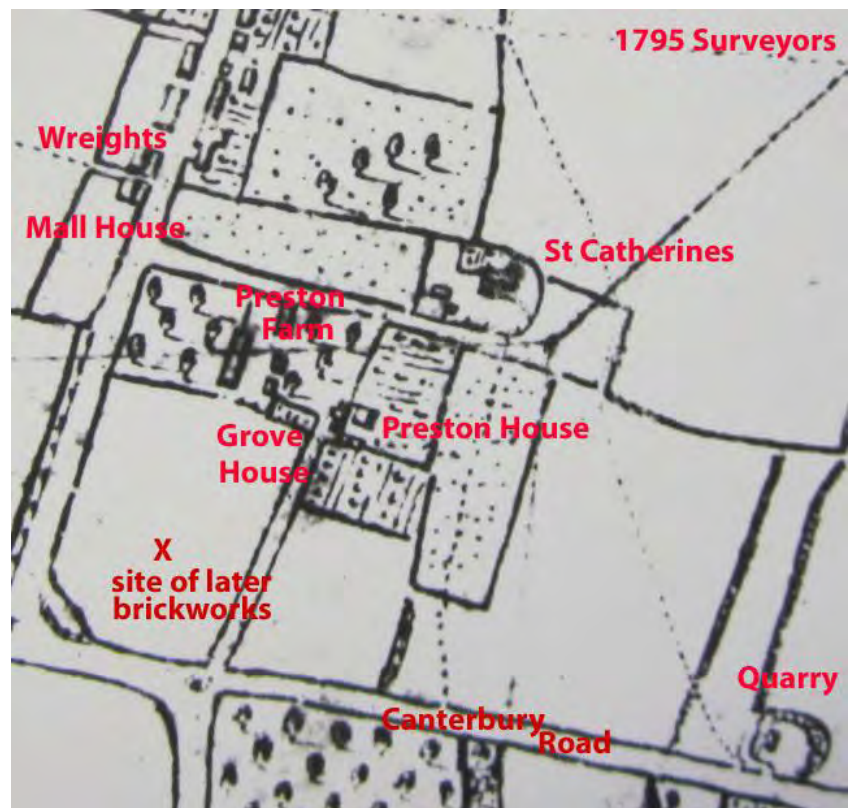 1795 Surveyors
Wreights
Mall House
St Catherines
Preston
Farm
Preston House
Grove
House
X
site of later
brickworks
Quarry
Canterbury
Road